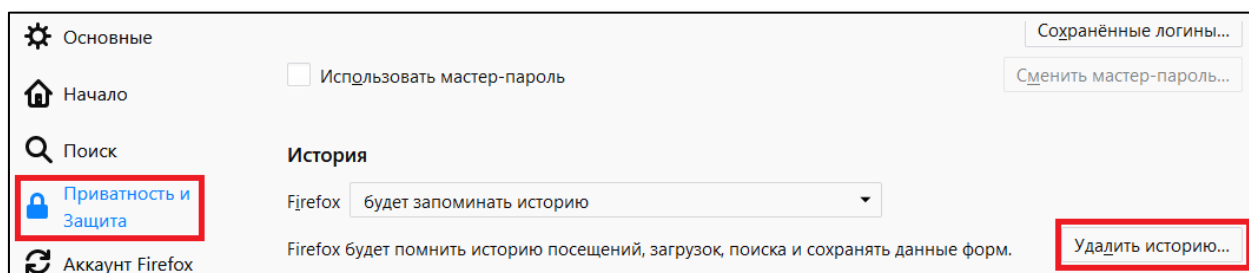 Основные
Начало
Поиск
Приватность и
Защита
Аккаунт Firefox
Сохранённые логины...
Использовать мастер-пароль
Сменить мастер-пароль...
История
Firefox будет запоминать историю
Firefox будет помнить историю посещений, загрузок, поиска и сохранять данные форм.
Удалить историю...